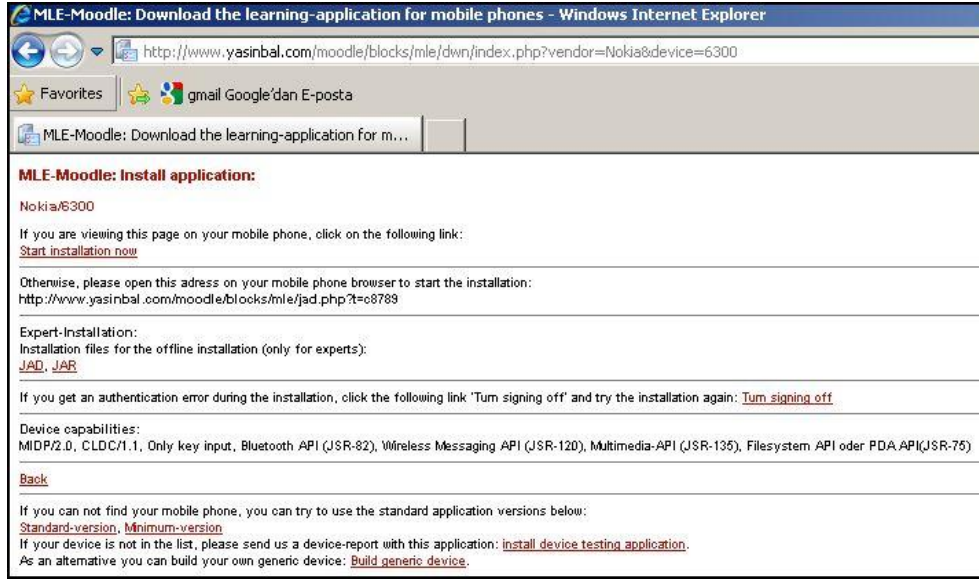 MLE-Moodle: Download the learning-application for mobile phones - Windows Internet Explorer
http://www.yasinbal.com/moodle/blocks/mle/dwn/index.php?vendor=Nokia&device=6300
Favorites gmail Google'dan E-posta
MLE-Moodle: Download the learning-application for m...
MLE-Moodle: Install application:
Nokia/6300
If you are viewing this page on your mobile phone, click on the following link:
Start installation now
Otherwise, please open this adress on your mobile phone browser to start the installation:
http://www.yasinbal.com/moodle/blocks/mle/jad.php?t=c8789
Expert-Installation:
Installation files for the offline installation (only for experts):
JAD, JAR
If you get an authentication error during the installation, click the following link 'Turn signing off' and try the installation again: Turn signing off
Device capabilities:
MIDP/2.0, CLDC/1.1, Only key input, Bluetooth API (JSR-82), Wireless Messaging API (JSR-120), Multimedia-API (JSR-135), Filesystem API oder PDA API(JSR-75)
Back
If you can not find your mobile phone, you can try to use the standard application versions below:
Standard-version, Minimum-version
If your device is not in the list, please send us a device-report with this application: install device testing application.
As an alternative you can build your own generic device: Build generic device.